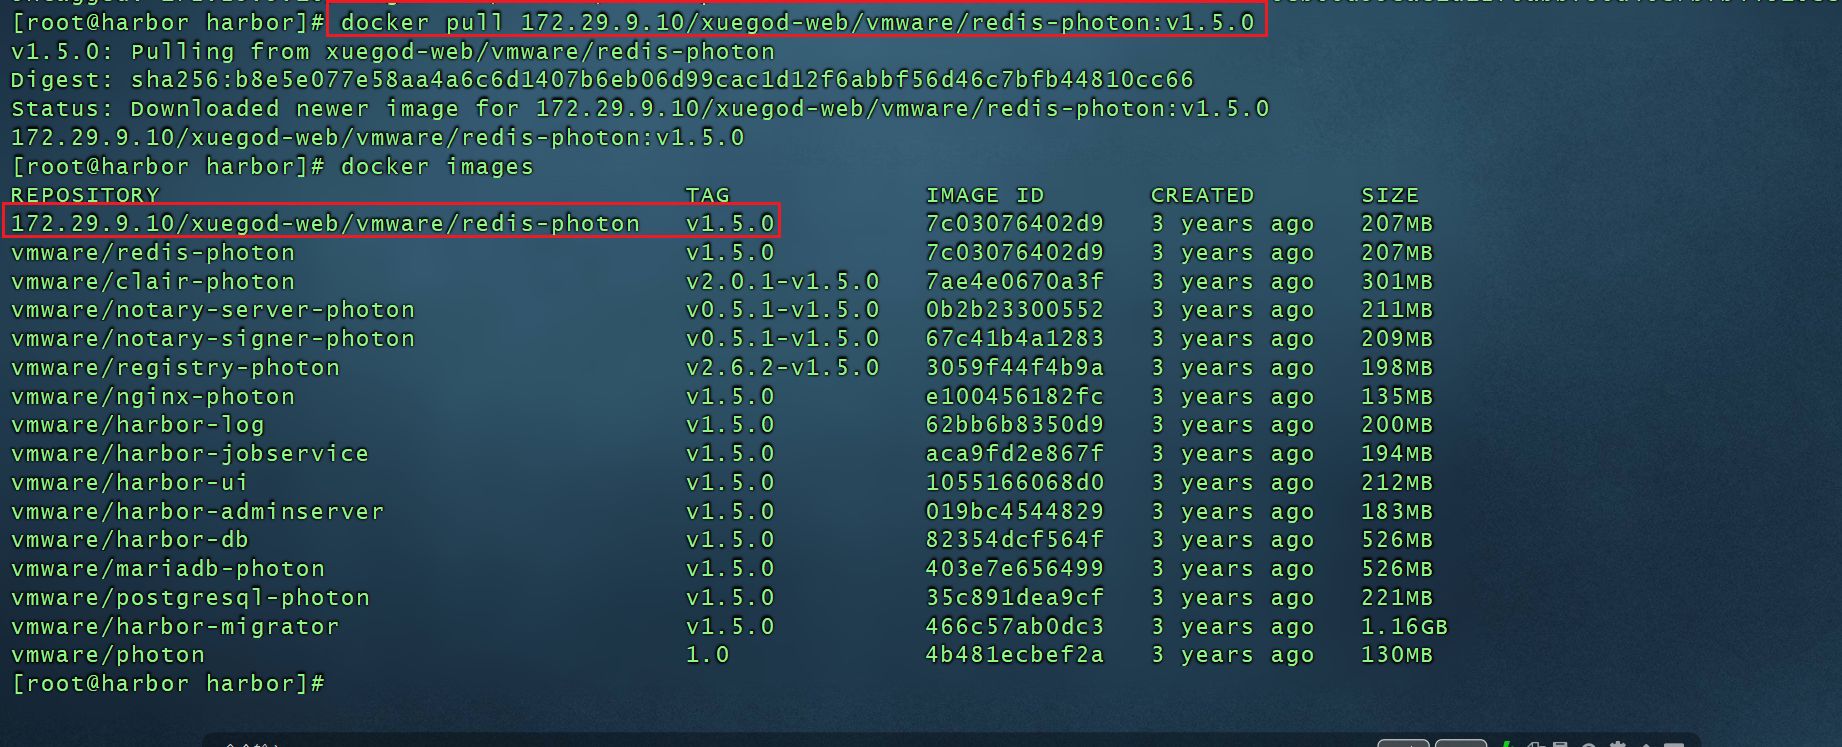 [root@harbor harbor]# docker pull 172.29.9.10/xuegod-web/vmware/redis-photon:v1.5.0
v1.5.0: Pulling from xuegod-web/vmware/redis-photon
Digest: sha256:b8e5e077e58aa4a6c6d1407b6eb06d99cac1d12f6abbf56d46c7bfb44810cc66
Status: Downloaded newer image for 172.29.9.10/xuegod-web/vmware/redis-photon:v1.5.0
172.29.9.10/xuegod-web/vmware/redis-photon:v1.5.0
[root@harbor harbor]# docker images
REPOSITORY TAG IMAGE ID CREATED SIZE
172.29.9.10/xuegod-web/vmware/redis-photon v1.5.0 7c03076402d9 3 years ago 207MB
vmware/redis-photon v1.5.0 7c03076402d9 3 years ago 207MB
vmware/clair-photon v2.0.1-v1.5.0 7ae4e0670a3f 3 years ago 301MB
vmware/notary-server-photon v0.5.1-v1.5.0 0b2b23300552 3 years ago 211MB
vmware/notary-signer-photon v0.5.1-v1.5.0 67c41b4a1283 3 years ago 209MB
vmware/registry-photon v2.6.2-v1.5.0 3059f44f4b9a 3 years ago 198MB
vmware/nginx-photon v1.5.0 e100456182fc 3 years ago 135MB
vmware/harbor-log v1.5.0 62bb6b8350d9 3 years ago 200MB
vmware/harbor-jobservice v1.5.0 aca9fd2e867f 3 years ago 194MB
vmware/harbor-ui v1.5.0 1055166068d0 3 years ago 212MB
vmware/harbor-adminserver v1.5.0 019bc4544829 3 years ago 183MB
vmware/harbor-db v1.5.0 82354dcf564f 3 years ago 526MB
vmware/mariadb-photon v1.5.0 403e7e656499 3 years ago 526MB
vmware/postgresql-photon v1.5.0 35c891dea9cf 3 years ago 221MB
vmware/harbor-migrator v1.5.0 466c57ab0dc3 3 years ago 1.16GB
vmware/photon 1.0 4b481ecbef2a 3 years ago 130MB
[root@harbor harbor]#